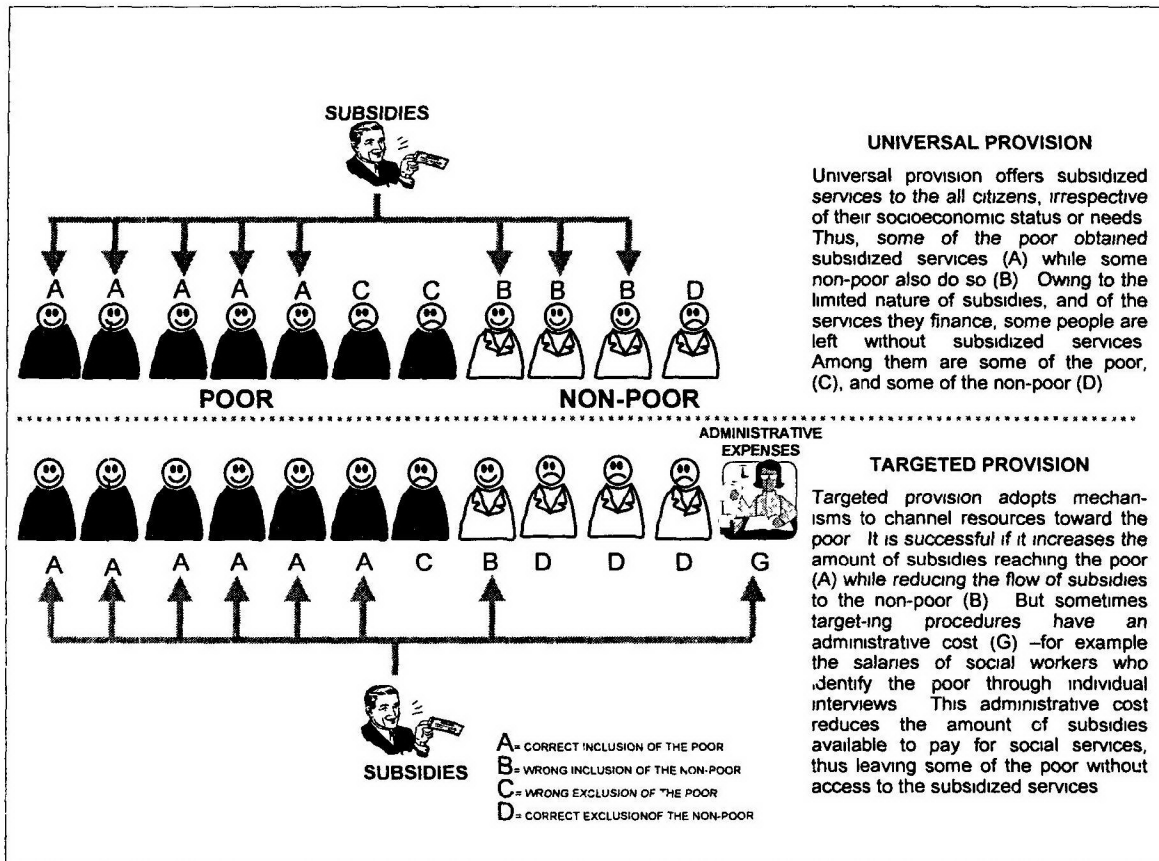 SUBSIDIES
A A A A A C C B B B D
POOR NON-POOR
UNIVERSAL PROVISION
Universal provision offers subsidized
services to the all citizens, irrespective
of their socioeconomic status or needs
Thus, some of the poor obtained
subsidized services (A) while some
non-poor also do so (B) Owing to the
limited nature of subsidies, and of the
services they finance, some people are
left without subsidized services
Among them are some of the poor,
(C), and some of the non-poor (D)
ADMINISTRATIVE
EXPENSES
A A A A A A C B D D D G
SUBSIDIES
A= CORRECT INCLUSION OF THE POOR
B= WRONG INCLUSION OF THE NON-POOR
C= WRONG EXCLUSION OF THE POOR
D= CORRECT EXCLUSIONOF THE NON-POOR
TARGETED PROVISION
Targeted provision adopts mechan-
isms to channel resources toward the
poor It is successful if it increases the
amount of subsidies reaching the poor
(A) while reducing the flow of subsidies
to the non-poor (B) But sometimes
target-ing procedures have an
administrative cost (G) –for example
the salaries of social workers who
identify the poor through individual
interviews This administrative cost
reduces the amount of subsidies
available to pay for social services,
thus leaving some of the poor without
access to the subsidized services